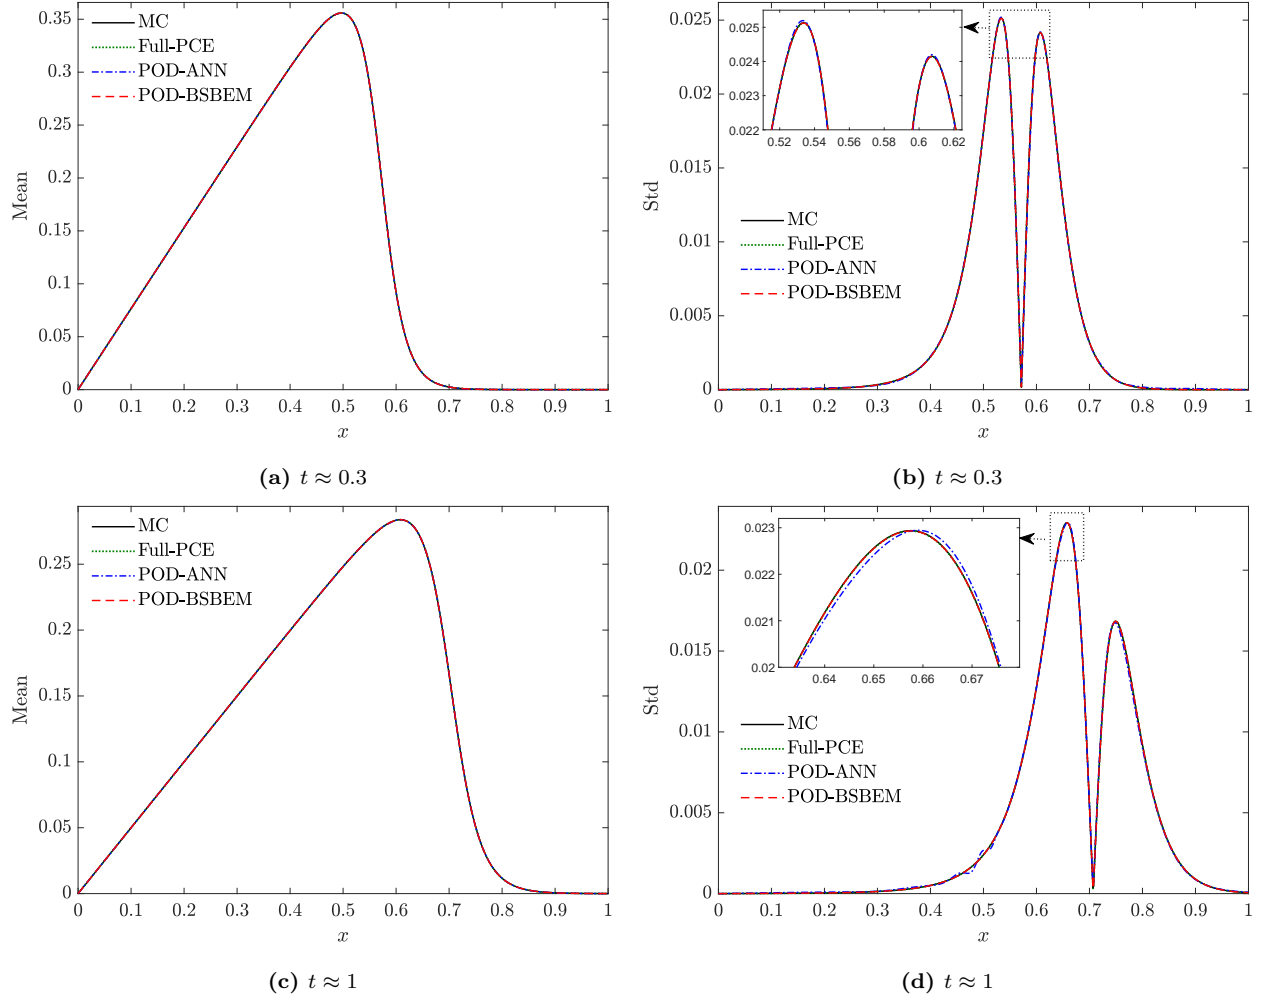 0.35
0.3
0.25
0.2
0.15
0.1
0.05
0
Mean
MC
Full-PCE
POD-ANN
POD-BSBEM
0 0.1 0.2 0.3 0.4 0.5 0.6 0.7 0.8 0.9 1
x
(a) t ≈ 0.3
0.025
0.02
0.015
0.01
0.005
0
Std
0.025
0.024
0.023
0.022
0.52 0.54 0.56 0.58 0.6 0.62
MC
Full-PCE
POD-ANN
POD-BSBEM
0 0.1 0.2 0.3 0.4 0.5 0.6 0.7 0.8 0.9 1
x
(b) t ≈ 0.3
0.25
0.2
0.15
0.1
0.05
0
Mean
MC
Full-PCE
POD-ANN
POD-BSBEM
0 0.1 0.2 0.3 0.4 0.5 0.6 0.7 0.8 0.9 1
x
(c) t ≈ 1
0.02
0.015
0.01
0.005
0
Std
0.023
0.022
0.021
0.02
0.64 0.65 0.66 0.67
MC
Full-PCE
POD-ANN
POD-BSBEM
0 0.1 0.2 0.3 0.4 0.5 0.6 0.7 0.8 0.9 1
x
(d) t ≈ 1